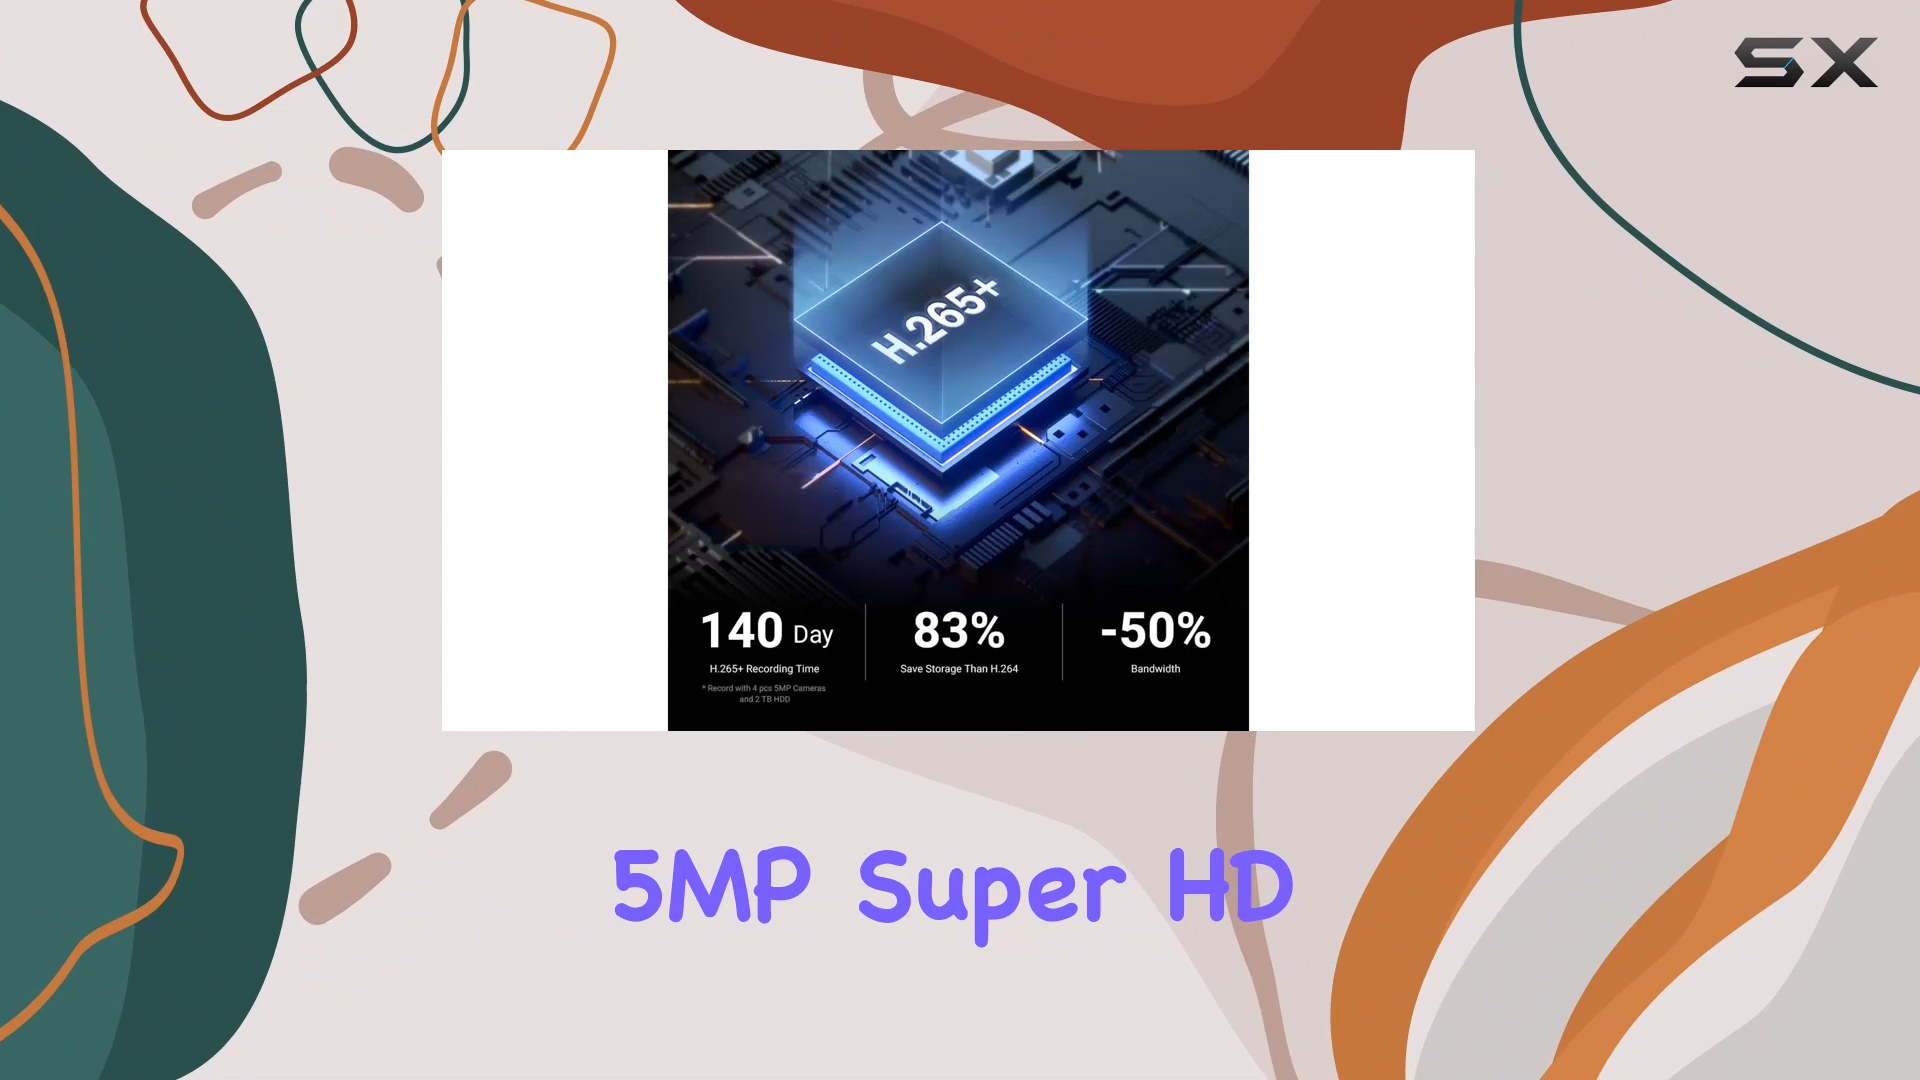 SX
H.265+
140 Day
H.265+ Recording Time
* Record with 4 pcs 5MP Cameras
and 2 TB HDD
83%
Save Storage Than H.264
-50%
Bandwidth
5MP Super HD